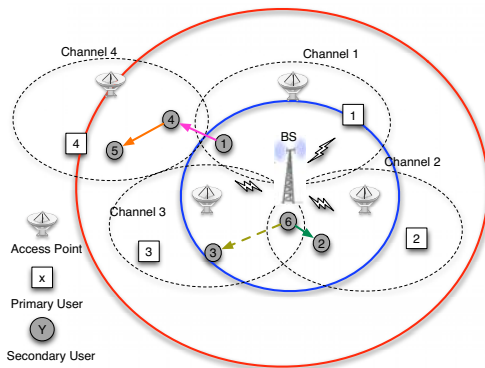 Channel 4
Channel 1
4
1
1
BS
4
5
Channel 2
Channel 3
6
3
3
2
2
Access Point
x
Primary User
Y
Secondary User